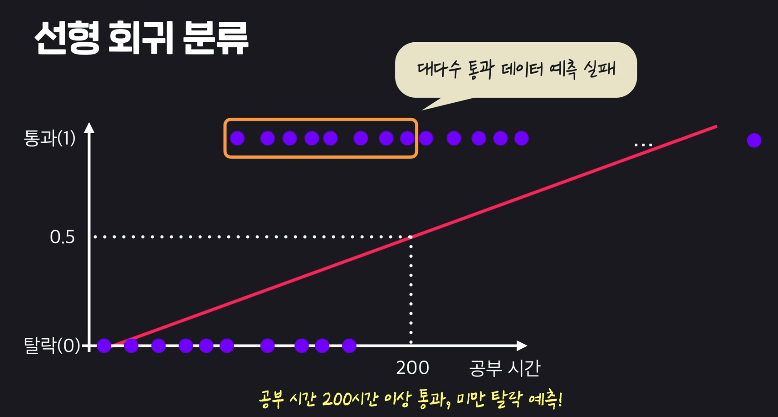 선형 회귀 분류
대다수 통과 데이터 예측 실패
통과(1)
...
0.5
탈락(0)
200
공부 시간
공부 시간 200시간 이상 통과, 미만 탈락 예측!